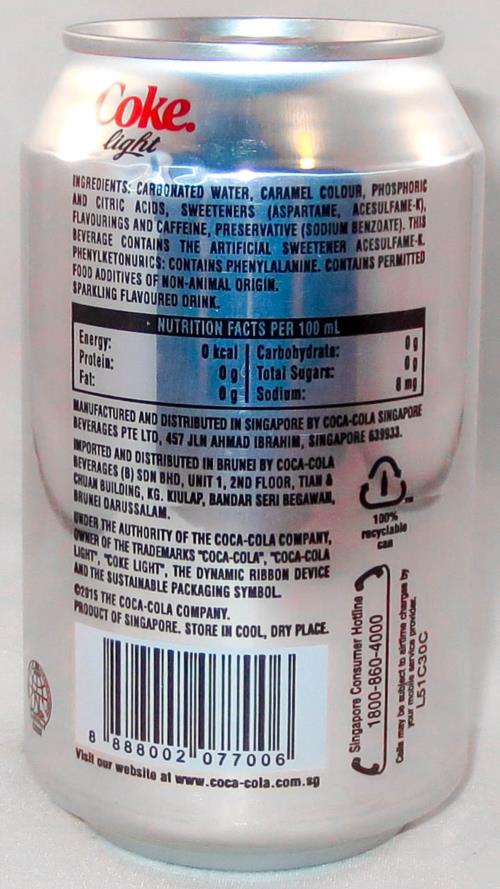 Coke.
light
INGREDIENTS: CARBONATED WATER, CARAMEL COLOUR, PHOSPHORIC
AND CITRIC ACIDS, SWEETENERS (ASPARTAME, ACESULFAME-K),
FLAVOURINGS AND CAFFEINE, PRESERVATIVE (SODIUM BENZOATE). THIS
BEVERAGE CONTAINS THE ARTIFICIAL SWEETENER ACESULFAME-K.
PHENYLKETONURICS: CONTAINS PHENYLALANINE. CONTAINS PERMITTED
FOOD ADDITIVES OF NON-ANIMAL ORIGIN.
SPARKLING FLAVOURED DRINK.
NUTRITION FACTS PER 100 mL
Energy: 0 kcal Carbohydrate: 0 g
Protein: 0 g Total Sugars: 0 g
Fat: 0 g Sodium: 8 mg
MANUFACTURED AND DISTRIBUTED IN SINGAPORE BY COCA-COLA SINGAPORE
BEVERAGES PTE LTD, 457 JLN AHMAD IBRAHIM, SINGAPORE 639933.
IMPORTED AND DISTRIBUTED IN BRUNEI BY COCA-COLA
BEVERAGES (B) SDN BHD, UNIT 1, 2ND FLOOR, TIAN &
CHUAN BUILDING, KG. KIULAP, BANDAR SERI BEGAWAN,
BRUNEI DARUSSALAM.
UNDER THE AUTHORITY OF THE COCA-COLA COMPANY,
OWNER OF THE TRADEMARKS "COCA-COLA", "COCA-COLA
LIGHT", "COKE LIGHT", THE DYNAMIC RIBBON DEVICE
AND THE SUSTAINABLE PACKAGING SYMBOL.
©2015 THE COCA-COLA COMPANY.
PRODUCT OF SINGAPORE. STORE IN COOL, DRY PLACE.
8 888002 077006
Visit our website at www.coca-cola.com.sg
TM
100%
recyclable
can
Singapore Consumer Hotline
1800-860-4000
Calls may be subject to airtime charges by
your mobile service provider.
L51C30C